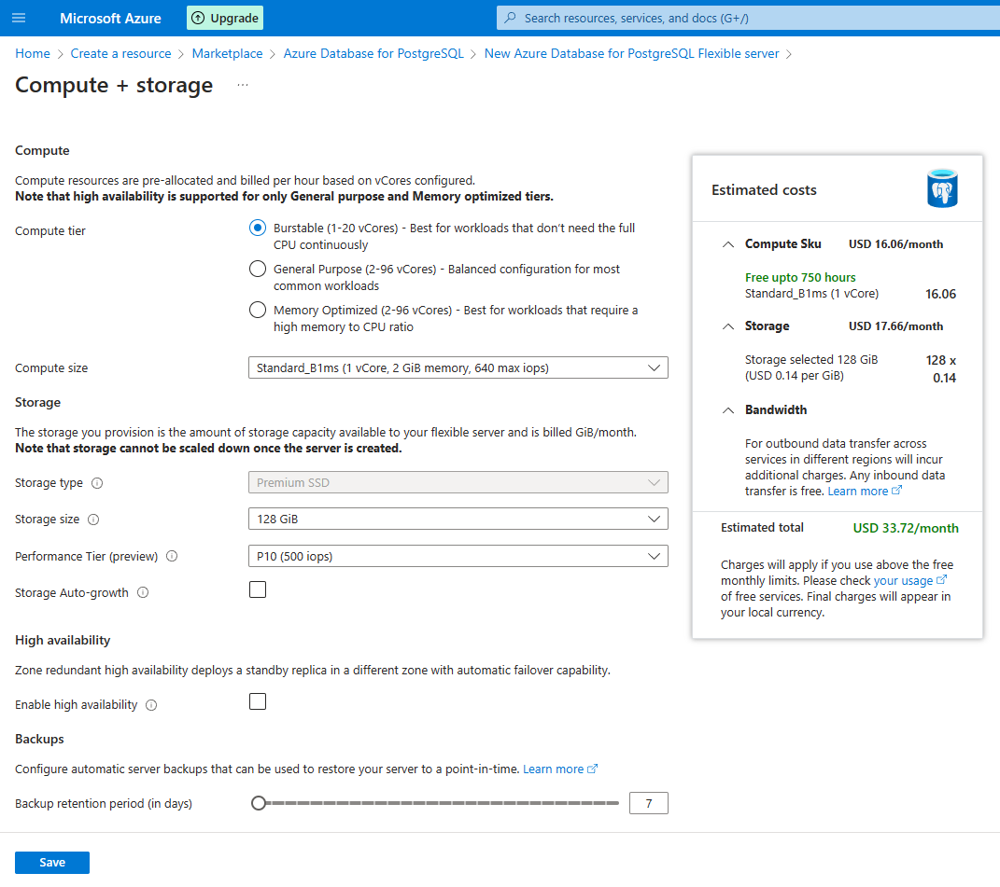 Microsoft Azure
Upgrade
Search resources, services, and docs (G+/)
Home > Create a resource > Marketplace > Azure Database for PostgreSQL > New Azure Database for PostgreSQL Flexible server >
Compute + storage ...
Compute
Compute resources are pre-allocated and billed per hour based on vCores configured.
Note that high availability is supported for only General purpose and Memory optimized tiers.
Compute tier
Burstable (1-20 vCores) - Best for workloads that don't need the full
CPU continuously
General Purpose (2-96 vCores) - Balanced configuration for most
common workloads
Memory Optimized (2-96 vCores) - Best for workloads that require a
high memory to CPU ratio
Compute size
Standard_B1ms (1 vCore, 2 GiB memory, 640 max iops)
Storage
The storage you provision is the amount of storage capacity available to your flexible server and is billed GiB/month.
Note that storage cannot be scaled down once the server is created.
Storage type
Premium SSD
Storage size
128 GiB
Performance Tier (preview)
P10 (500 iops)
Storage Auto-growth
High availability
Zone redundant high availability deploys a standby replica in a different zone with automatic failover capability.
Enable high availability
Backups
Configure automatic server backups that can be used to restore your server to a point-in-time. Learn more
Backup retention period (in days)
7
Save
Estimated costs
Compute Sku USD 16.06/month
Free upto 750 hours
Standard_B1ms (1 vCore) 16.06
Storage USD 17.66/month
Storage selected 128 GiB 128 x
(USD 0.14 per GiB) 0.14
Bandwidth
For outbound data transfer across
services in different regions will incur
additional charges. Any inbound data
transfer is free. Learn more
Estimated total USD 33.72/month
Charges will apply if you use above the free
monthly limits. Please check your usage
of free services. Final charges will appear in
your local currency.